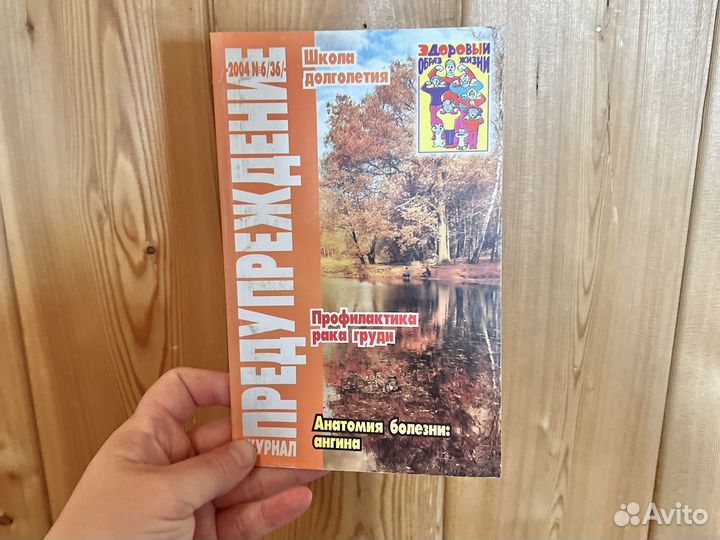 -2004 №6/36/-
ПРЕДУПРЕЖДЕНИЕ
ЖУРНАЛ
Школа
долголетия
ЗДОРОВЫЙ
ОБРАЗ ЖИЗНИ
Профилактика
рака груди
Анатомия болезни:
ангина
Avito